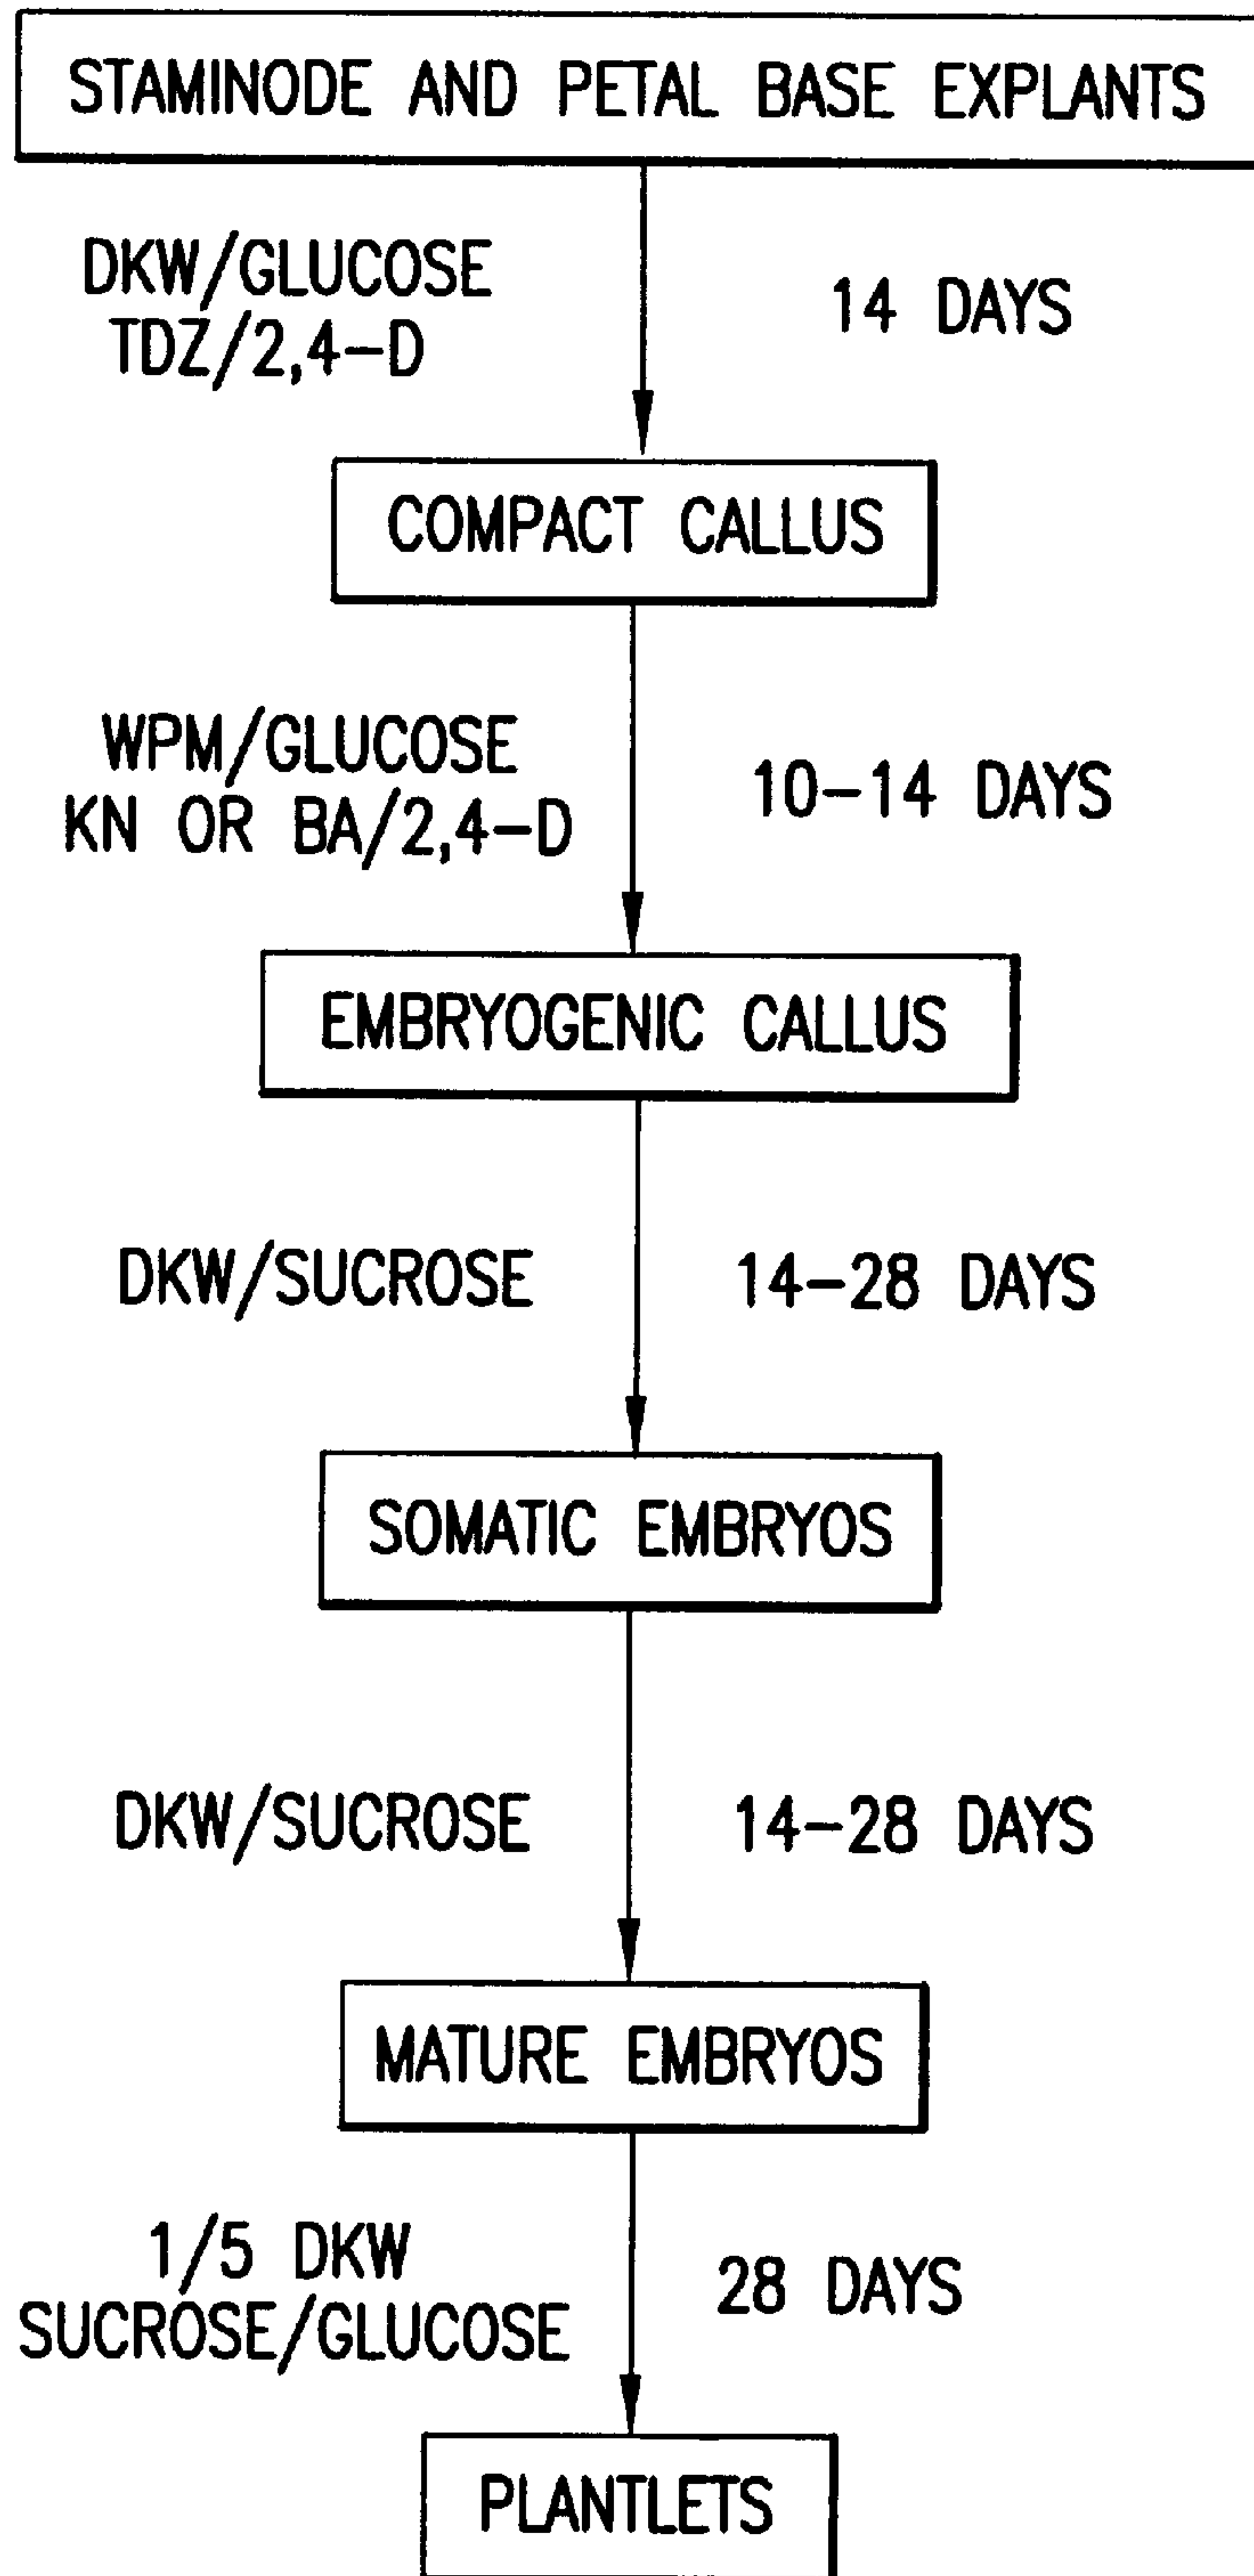 STAMINODE AND PETAL BASE EXPLANTS
DKW/GLUCOSE
TDZ/2,4-D
14 DAYS
COMPACT CALLUS
WPM/GLUCOSE
KN OR BA/2,4-D
10-14 DAYS
EMBRYOGENIC CALLUS
DKW/SUCROSE
14-28 DAYS
SOMATIC EMBRYOS
DKW/SUCROSE
14-28 DAYS
MATURE EMBRYOS
1/5 DKW
SUCROSE/GLUCOSE
28 DAYS
PLANTLETS